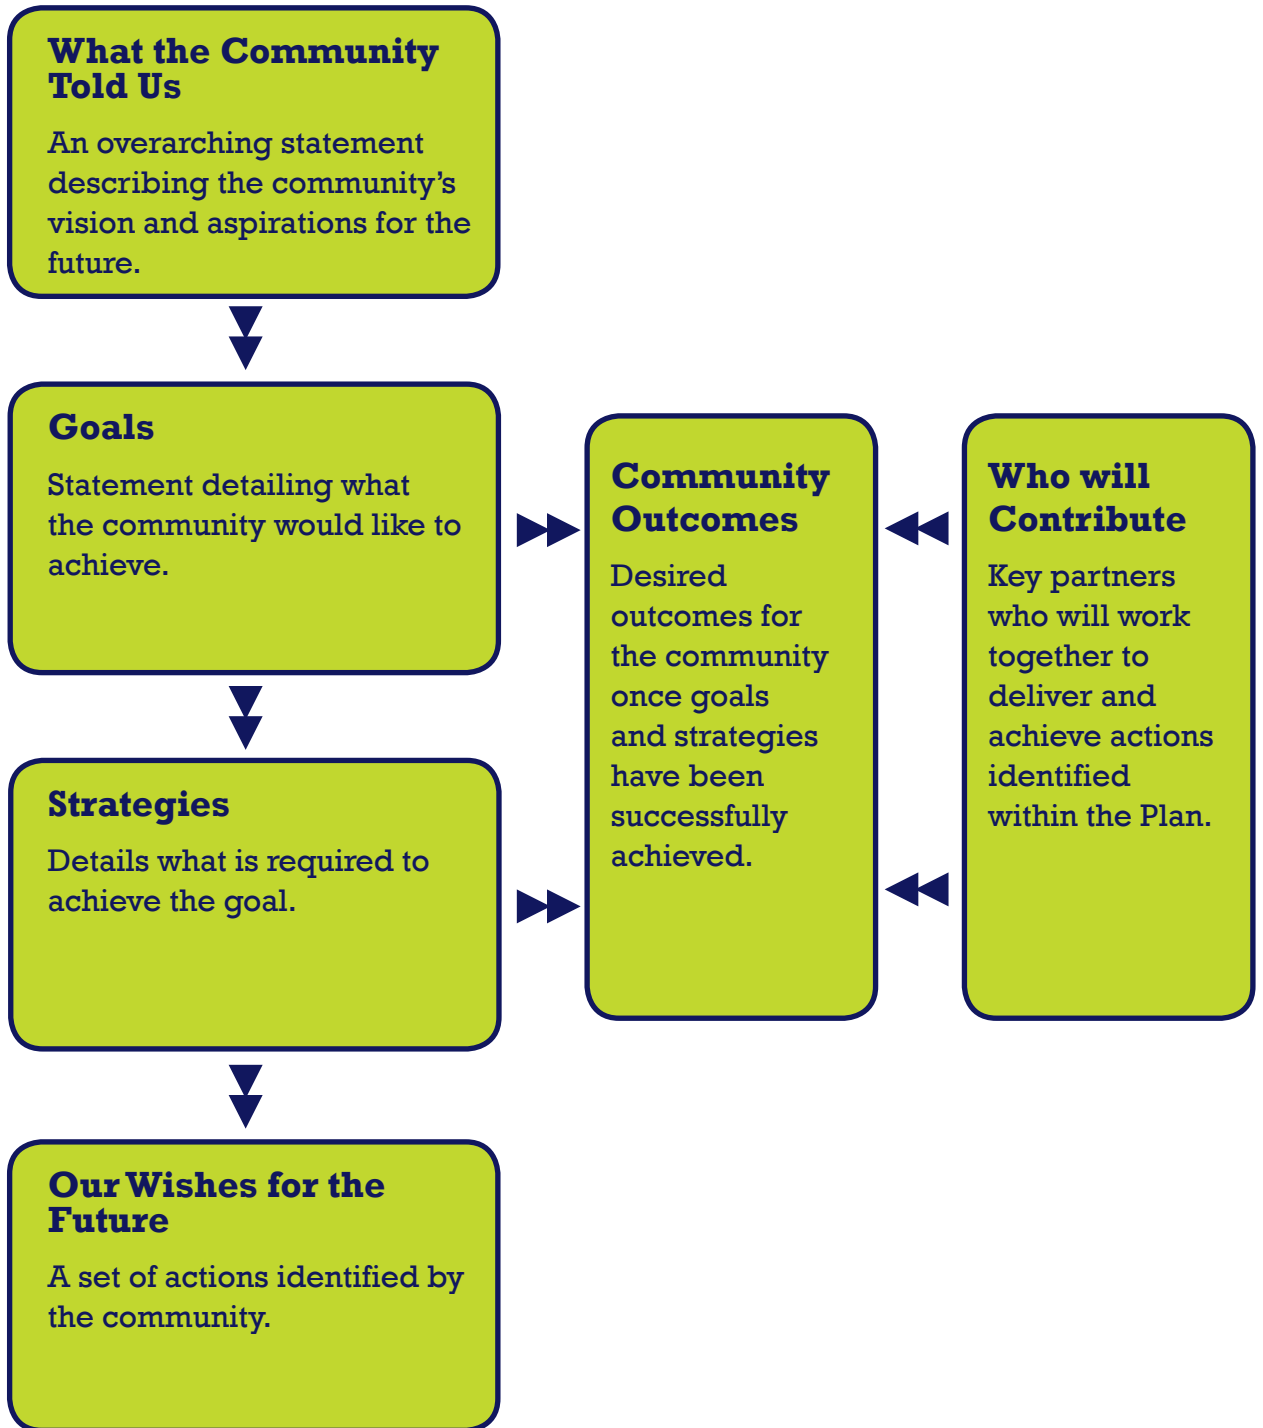 What the Community
Told Us
An overarching statement
describing the community’s
vision and aspirations for the
future.
Goals
Statement detailing what
the community would like to
achieve.
Strategies
Details what is required to
achieve the goal.
Our Wishes for the
Future
A set of actions identified by
the community.
Community
Outcomes
Desired
outcomes for
the community
once goals
and strategies
have been
successfully
achieved.
Who will
Contribute
Key partners
who will work
together to
deliver and
achieve actions
identified
within the Plan.